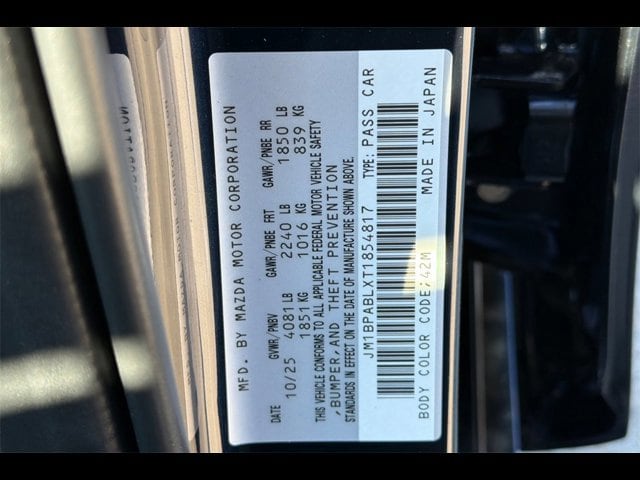 MFD. BY MAZDA MOTOR CORPORATION
DATE GVWR/PNBV GAWR/PNBE FRT GAWR/PNBE RR
10/25 4081 LB 2240 LB 1850 LB
1851 KG 1016 KG 839 KG
THIS VEHICLE CONFORMS TO ALL APPLICABLE FEDERAL MOTOR VEHICLE SAFETY
,BUMPER,AND THEFT PREVENTION
STANDARDS IN EFFECT ON THE DATE OF MANUFACTURE SHOWN ABOVE.
JM1BPABLXT1854817 TYPE: PASS CAR
BODY COLOR CODE:42M MADE IN JAPAN